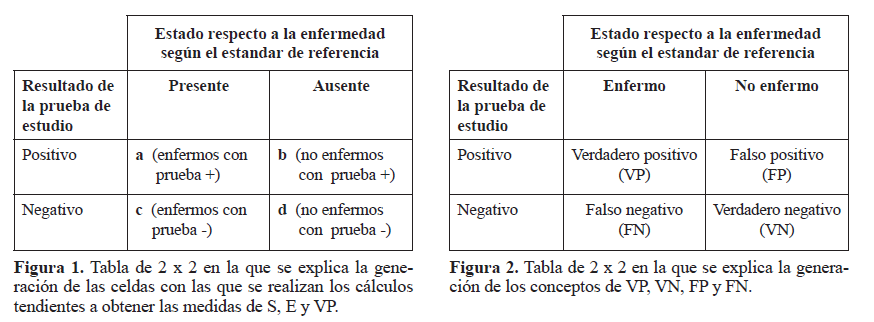 Estado respecto a la enfermedad
según el estandar de referencia
Resultado de
la prueba de
estudio
Presente
Ausente
Positivo
a (enfermos con
prueba +)
b (no enfermos
con prueba +)
Negativo
c (enfermos con
prueba -)
d (no enfermos
con prueba -)
Figura 1. Tabla de 2 x 2 en la que se explica la gene-
ración de las celdas con las que se realizan los cálculos
tendientes a obtener las medidas de S, E y VP.
Estado respecto a la enfermedad
según el estandar de referencia
Resultado de
la prueba de
estudio
Enfermo
No enfermo
Positivo
Verdadero positivo
(VP)
Falso positivo
(FP)
Negativo
Falso negativo
(FN)
Verdadero negativo
(VN)
Figura 2. Tabla de 2 x 2 en la que se explica la genera-
ción de los conceptos de VP, VN, FP y FN.